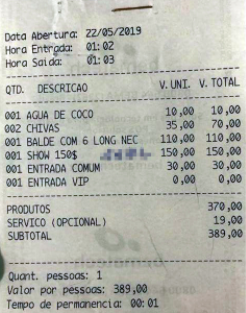 Data Abertura: 22/05/2019
Hora Entrada: 01:02
Hora Saida: 01:03
QTD. DESCRICAO V. UNI. V. TOTAL
001 AGUA DE COCO 10,00 10,00
002 CHIVAS 35,00 70,00
001 BALDE COM 6 LONG NEC 110,00 110,00
001 SHOW 150$ 150,00 150,00
001 ENTRADA COMUM 30,00 30,00
001 ENTRADA VIP 0,00 0,00
PRODUTOS 370,00
SERVICO (OPCIONAL) 19,00
SUBTOTAL 389,00
Quant. pessoas: 1
Valor por pessoas: 389,00
Tempo de permanencia: 00:01